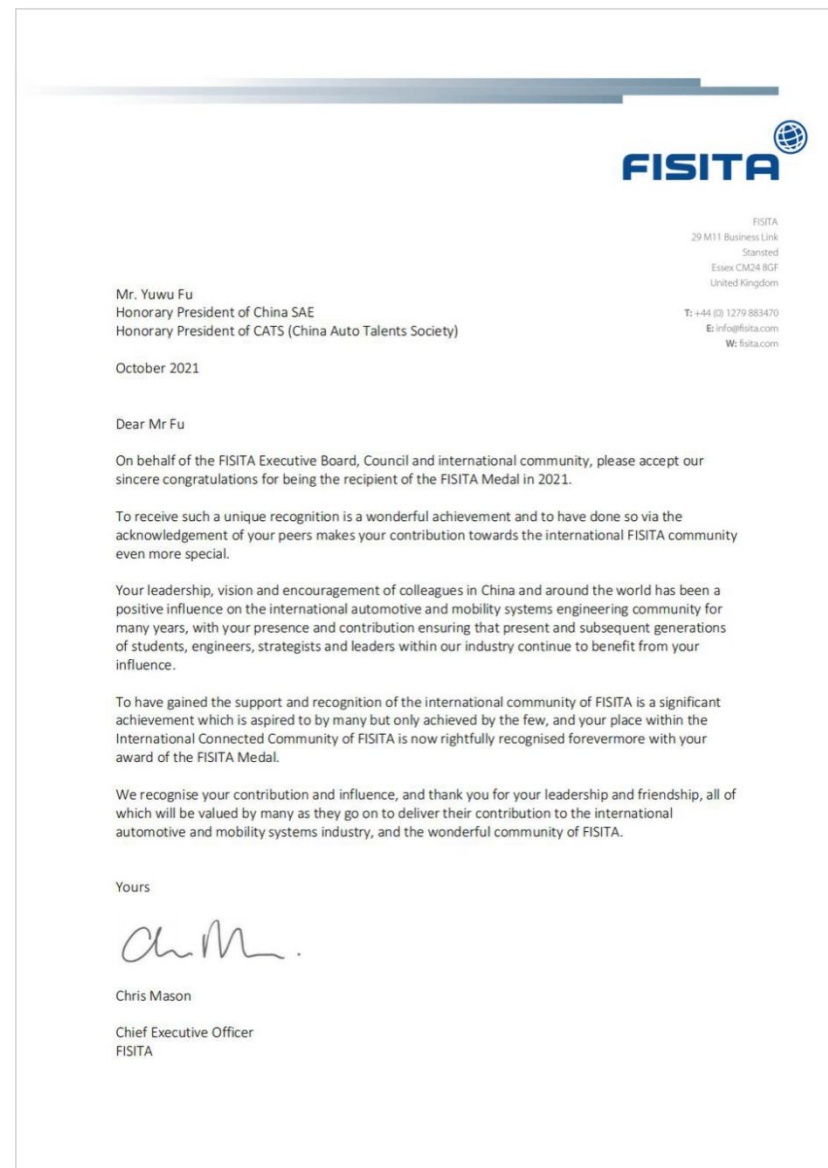 FISITA
FISITA
29 M11 Business Link
Stansted
Essex CM24 8GF
United Kingdom
T: +44 (0) 1279 883470
E: info@fisita.com
W: fisita.com
Mr. Yuwu Fu
Honorary President of China SAE
Honorary President of CATS (China Auto Talents Society)
October 2021
Dear Mr Fu
On behalf of the FISITA Executive Board, Council and international community, please accept our
sincere congratulations for being the recipient of the FISITA Medal in 2021.
To receive such a unique recognition is a wonderful achievement and to have done so via the
acknowledgement of your peers makes your contribution towards the international FISITA community
even more special.
Your leadership, vision and encouragement of colleagues in China and around the world has been a
positive influence on the international automotive and mobility systems engineering community for
many years, with your presence and contribution ensuring that present and subsequent generations
of students, engineers, strategists and leaders within our industry continue to benefit from your
influence.
To have gained the support and recognition of the international community of FISITA is a significant
achievement which is aspired to by many but only achieved by the few, and your place within the
International Connected Community of FISITA is now rightfully recognised forevermore with your
award of the FISITA Medal.
We recognise your contribution and influence, and thank you for your leadership and friendship, all of
which will be valued by many as they go on to deliver their contribution to the international
automotive and mobility systems industry, and the wonderful community of FISITA.
Yours
Chris Mason
Chief Executive Officer
FISITA